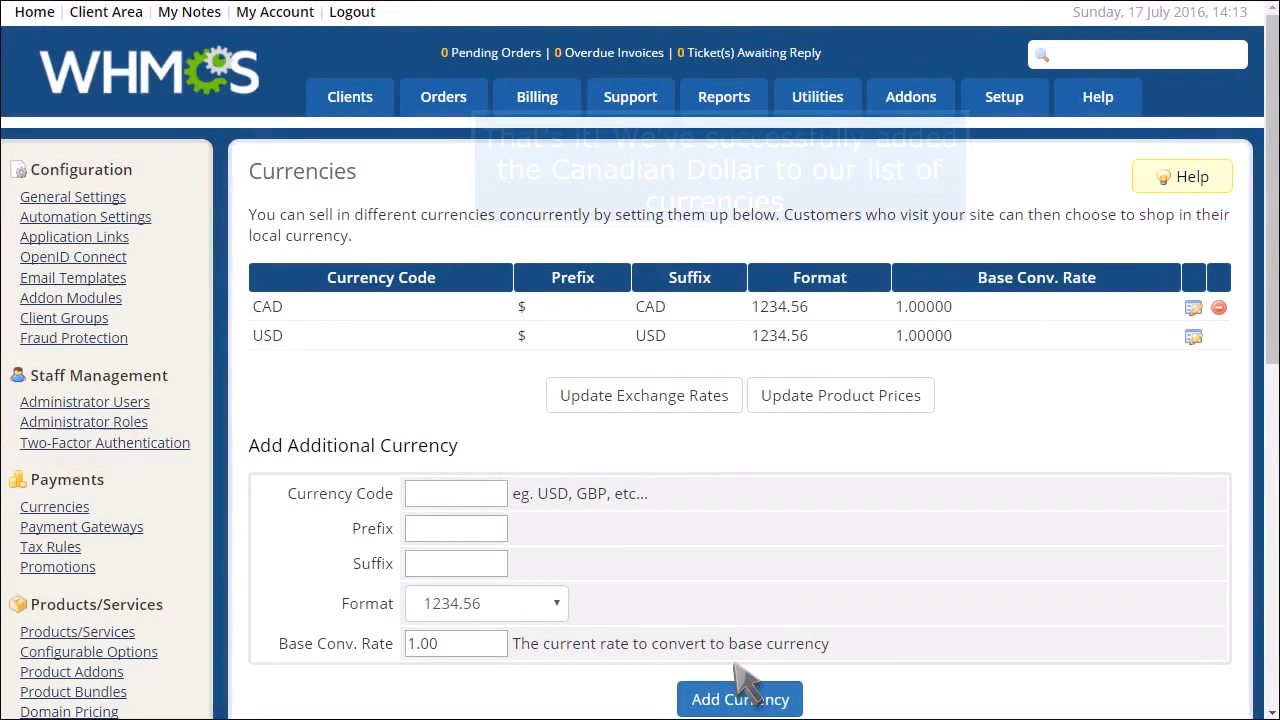 Home | Client Area | My Notes | My Account | Logout
Sunday, 17 July 2016, 14:13
WHMCS
0 Pending Orders | 0 Overdue Invoices | 0 Ticket(s) Awaiting Reply
Clients Orders Billing Support Reports Utilities Addons Setup Help
That's it! We've successfully added
the Canadian Dollar to our list of
currencies
Configuration
General Settings
Automation Settings
Application Links
OpenID Connect
Email Templates
Addon Modules
Client Groups
Fraud Protection
Staff Management
Administrator Users
Administrator Roles
Two-Factor Authentication
Payments
Currencies
Payment Gateways
Tax Rules
Promotions
Products/Services
Products/Services
Configurable Options
Product Addons
Product Bundles
Domain Pricing
Currencies
Help
You can sell in different currencies concurrently by setting them up below. Customers who visit your site can then choose to shop in their
local currency.
Currency Code Prefix Suffix Format Base Conv. Rate
CAD $ CAD 1234.56 1.00000
USD $ USD 1234.56 1.00000
Update Exchange Rates Update Product Prices
Add Additional Currency
Currency Code eg. USD, GBP, etc...
Prefix
Suffix
Format 1234.56
Base Conv. Rate 1.00 The current rate to convert to base currency
Add Currency